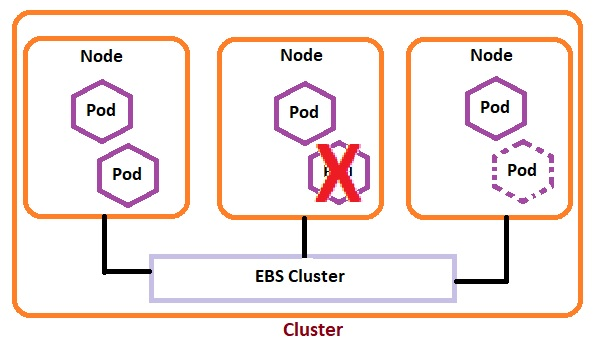 Node
Node
Node
Pod
Pod
Pod
Pod
Pod
X
EBS Cluster
Cluster